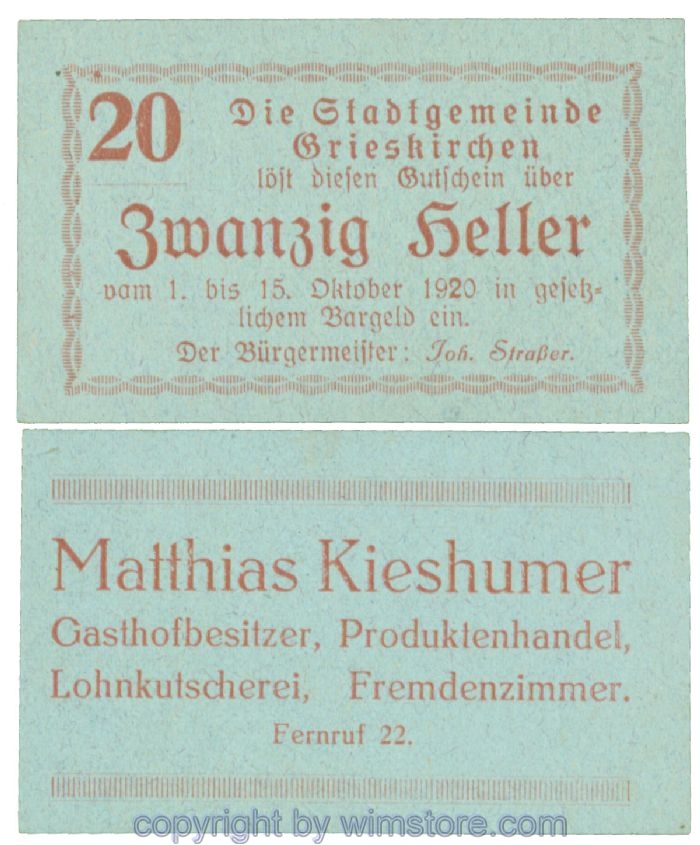 20
Die Stadtgemeinde
Grieskirchen
löst diesen Gutschein über
Zwanzig Heller
vom 1. bis 15. Oktober 1920 in gesetz-
lichem Bargeld ein.
Der Bürgermeister: Joh. Straßer.
Matthias Kieshumer
Gasthofbesitzer, Produktenhandel,
Lohnkutscherei, Fremdenzimmer.
Fernruf 22.
copyright by wimstore.com